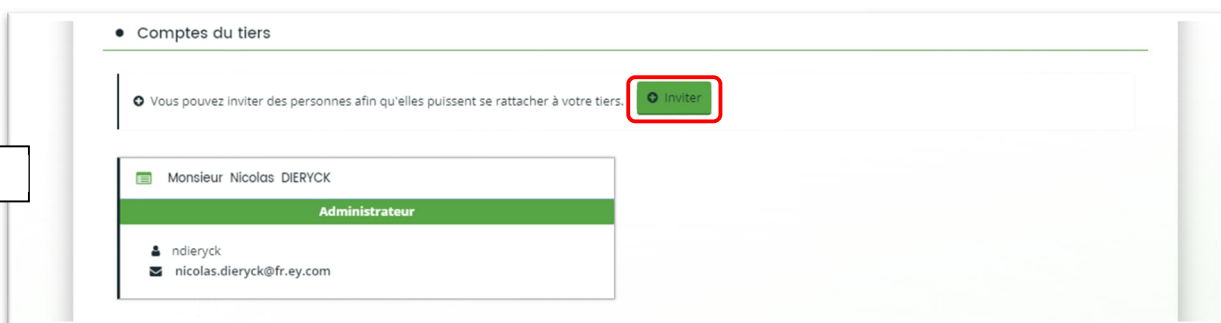 Comptes du tiers
Vous pouvez inviter des personnes afin qu'elles puissent se rattacher à votre tiers.
Inviter
Monsieur Nicolas DIERYCK
Administrateur
ndieryck
nicolas.dieryck@fr.ey.com